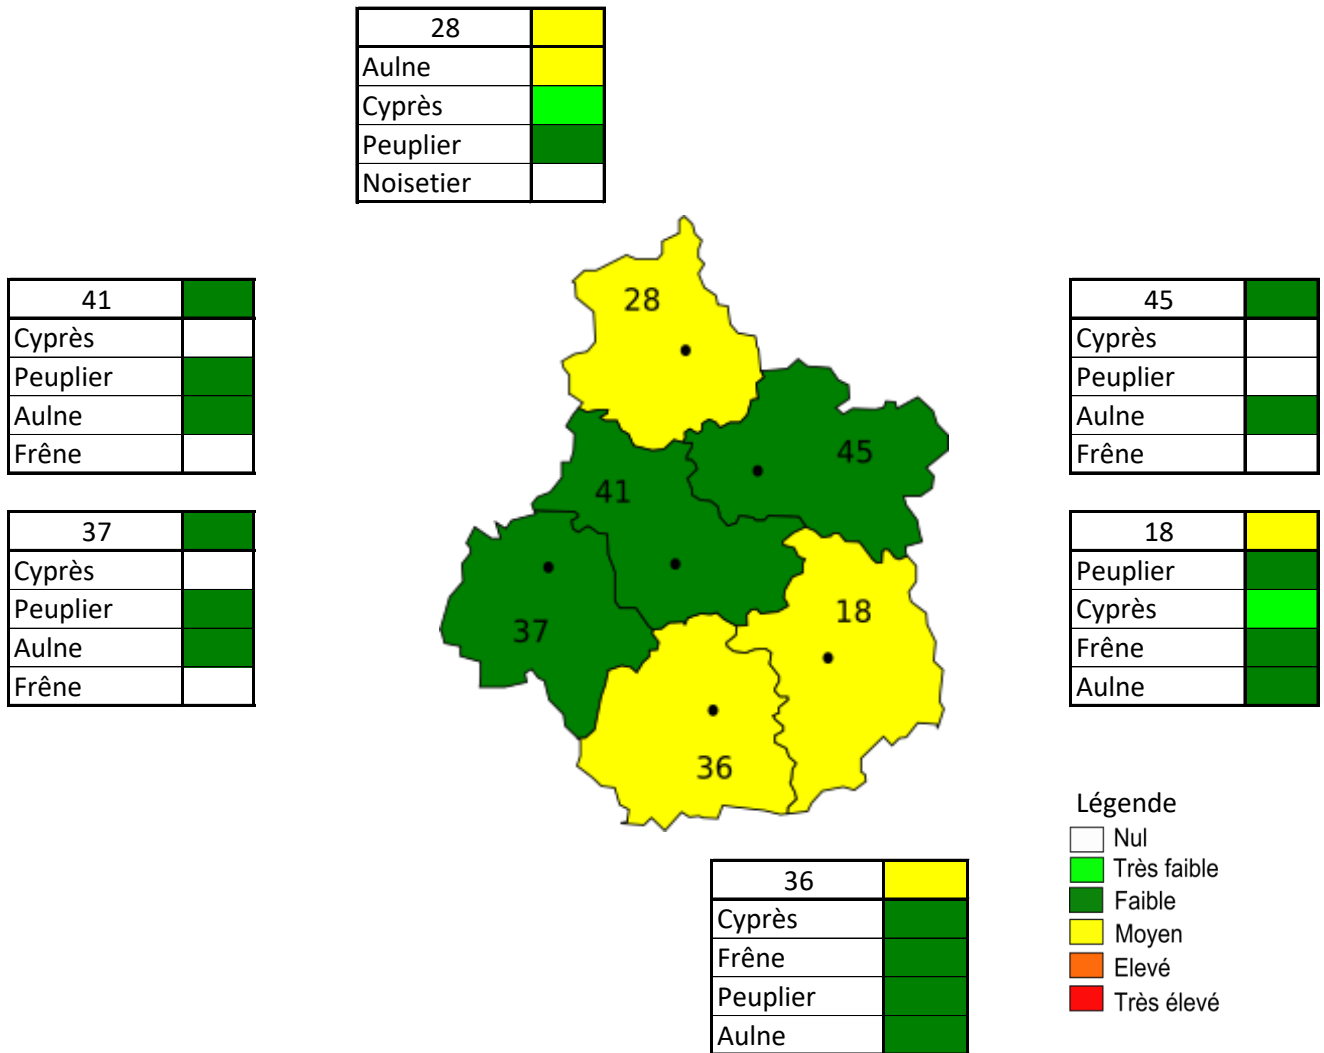 28
Aulne
Cyprès
Peuplier
Noisetier
41
Cyprès
Peuplier
Aulne
Frêne
37
Cyprès
Peuplier
Aulne
Frêne
28
45
41
37
18
36
45
Cyprès
Peuplier
Aulne
Frêne
18
Peuplier
Cyprès
Frêne
Aulne
Légende
Nul
Très faible
Faible
Moyen
Elevé
Très élevé
36
Cyprès
Frêne
Peuplier
Aulne